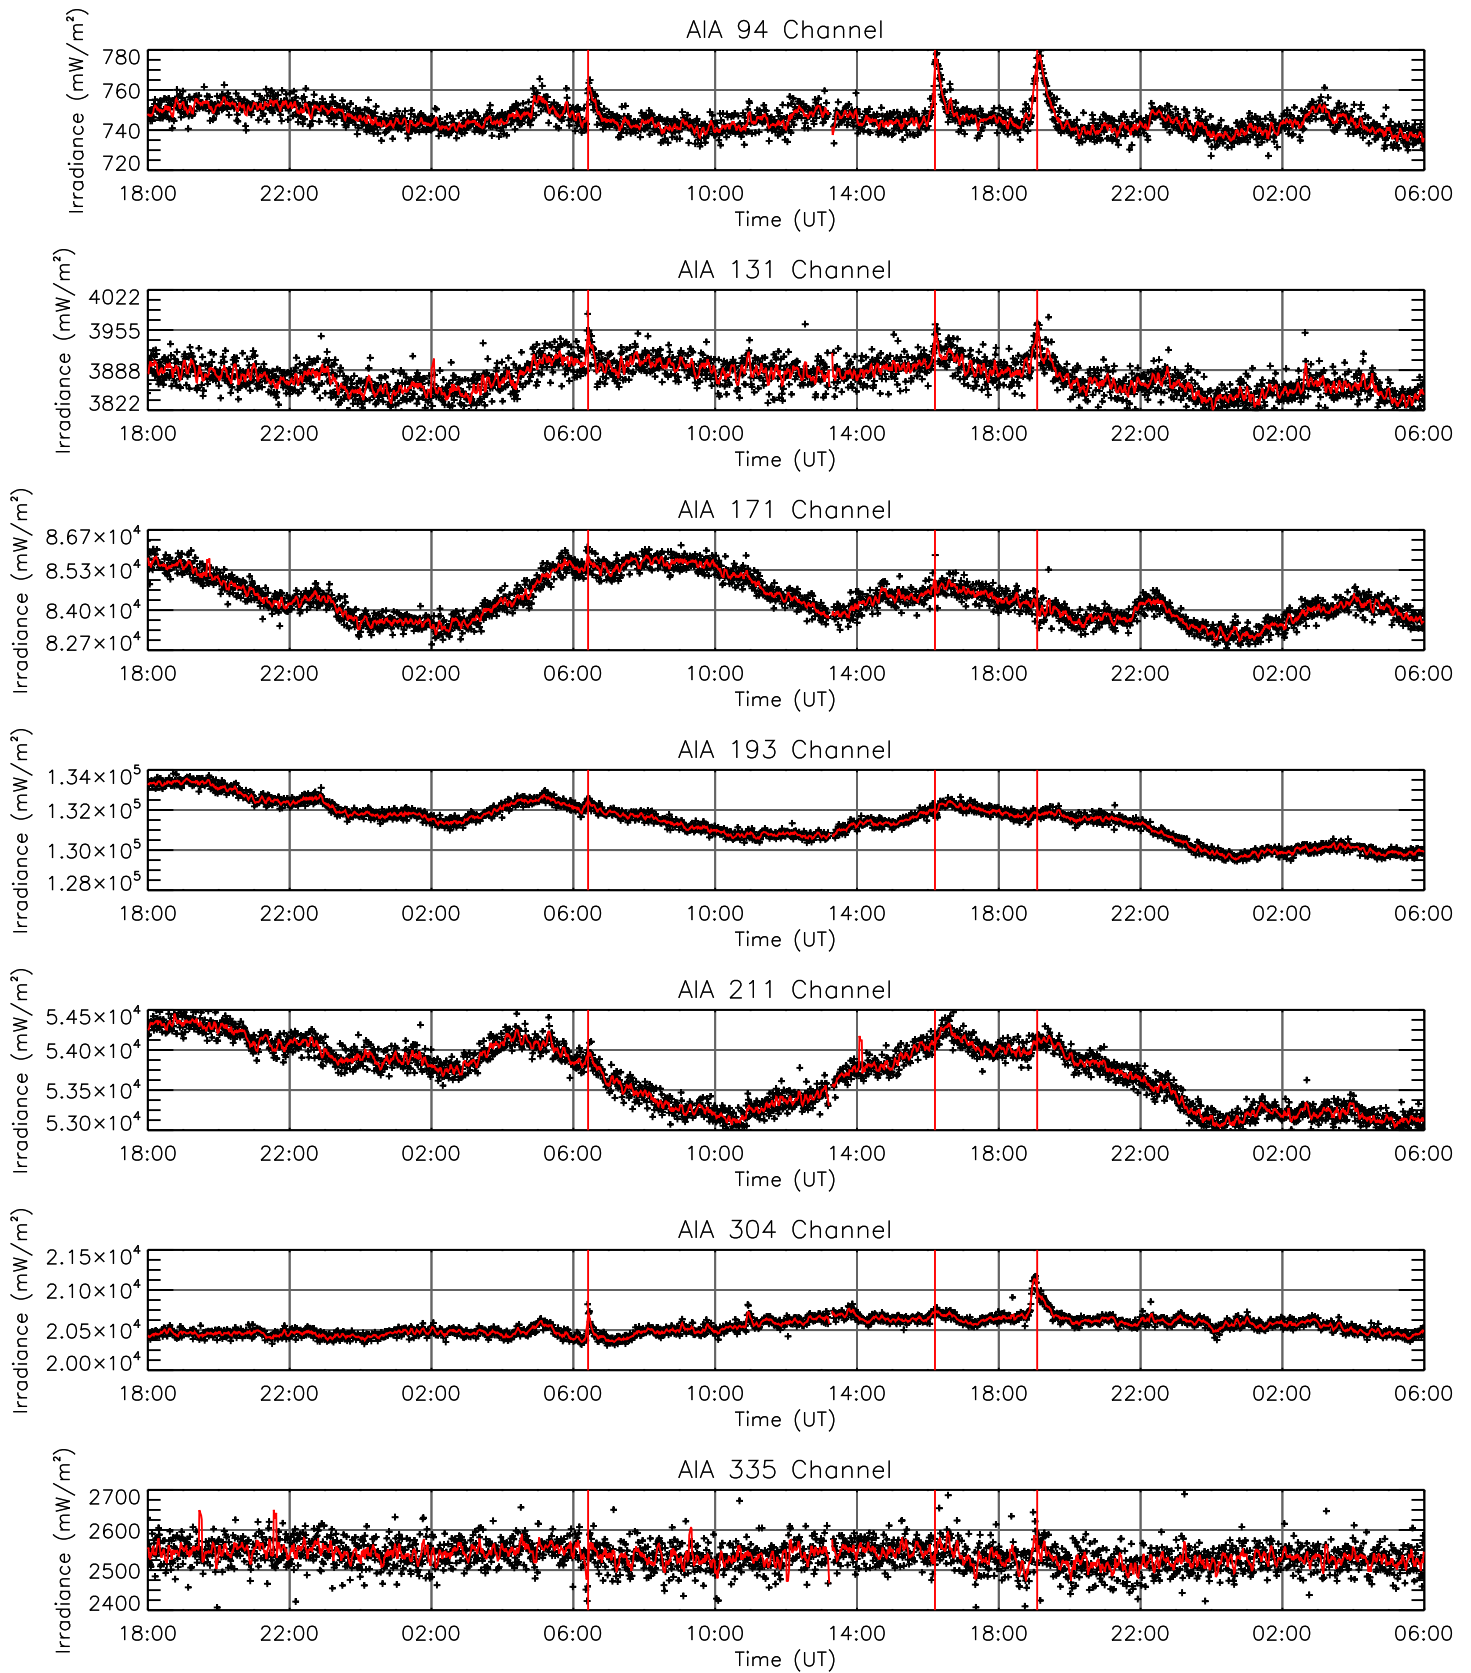 AIA 94 Channel
Irradiance (mW/m²)
780
760
740
720
18:00 22:00 02:00 06:00 10:00 14:00 18:00 22:00 02:00 06:00
Time (UT)
AIA 131 Channel
Irradiance (mW/m²)
4022
3955
3888
3822
18:00 22:00 02:00 06:00 10:00 14:00 18:00 22:00 02:00 06:00
Time (UT)
AIA 171 Channel
Irradiance (mW/m²)
8.67×10⁴
8.53×10⁴
8.40×10⁴
8.27×10⁴
18:00 22:00 02:00 06:00 10:00 14:00 18:00 22:00 02:00 06:00
Time (UT)
AIA 193 Channel
Irradiance (mW/m²)
1.34×10⁵
1.32×10⁵
1.30×10⁵
1.28×10⁵
18:00 22:00 02:00 06:00 10:00 14:00 18:00 22:00 02:00 06:00
Time (UT)
AIA 211 Channel
Irradiance (mW/m²)
5.45×10⁴
5.40×10⁴
5.35×10⁴
5.30×10⁴
18:00 22:00 02:00 06:00 10:00 14:00 18:00 22:00 02:00 06:00
Time (UT)
AIA 304 Channel
Irradiance (mW/m²)
2.15×10⁴
2.10×10⁴
2.05×10⁴
2.00×10⁴
18:00 22:00 02:00 06:00 10:00 14:00 18:00 22:00 02:00 06:00
Time (UT)
AIA 335 Channel
Irradiance (mW/m²)
2700
2600
2500
2400
18:00 22:00 02:00 06:00 10:00 14:00 18:00 22:00 02:00 06:00
Time (UT)